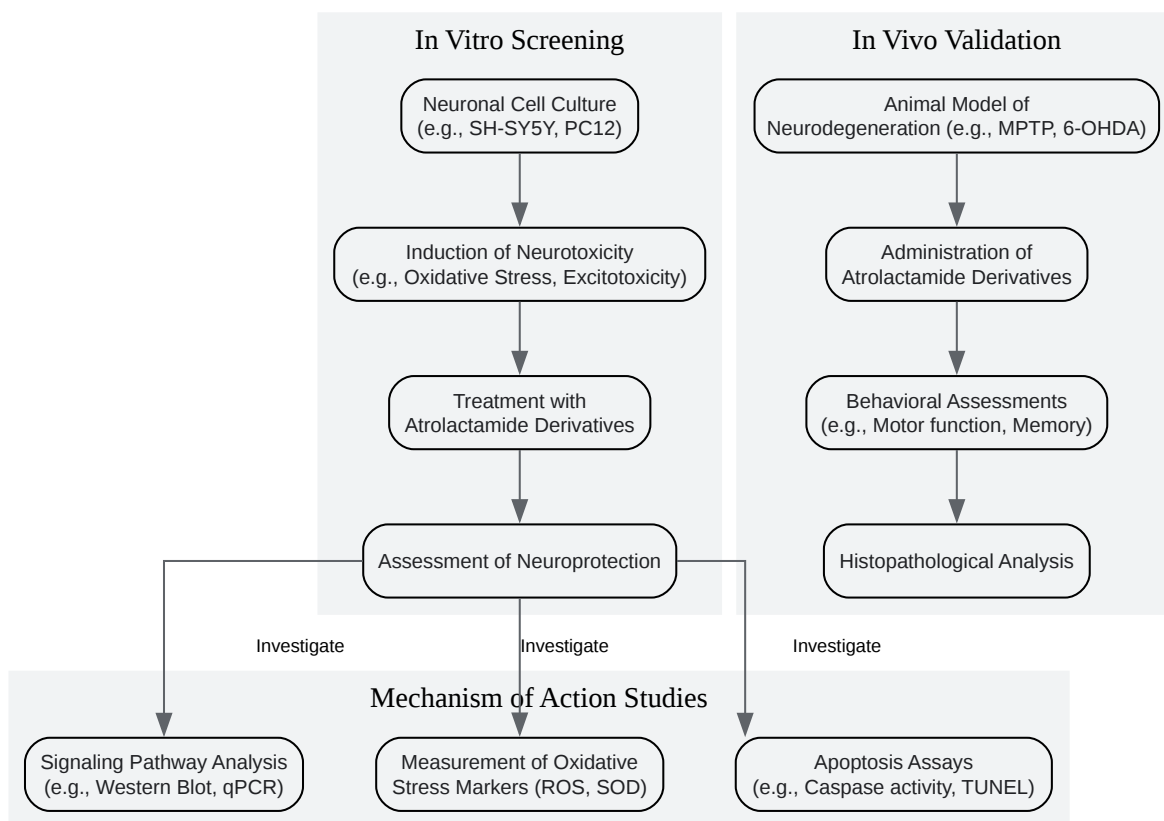 In Vitro Screening
Neuronal Cell Culture
(e.g., SH-SY5Y, PC12)
Induction of Neurotoxicity
(e.g., Oxidative Stress, Excitotoxicity)
Treatment with
Atrolactamide Derivatives
Assessment of Neuroprotection
In Vivo Validation
Animal Model of
Neurodegeneration (e.g., MPTP, 6-OHDA)
Administration of
Atrolactamide Derivatives
Behavioral Assessments
(e.g., Motor function, Memory)
Histopathological Analysis
Investigate
Investigate
Investigate
Mechanism of Action Studies
Signaling Pathway Analysis
(e.g., Western Blot, qPCR)
Measurement of Oxidative
Stress Markers (ROS, SOD)
Apoptosis Assays
(e.g., Caspase activity, TUNEL)